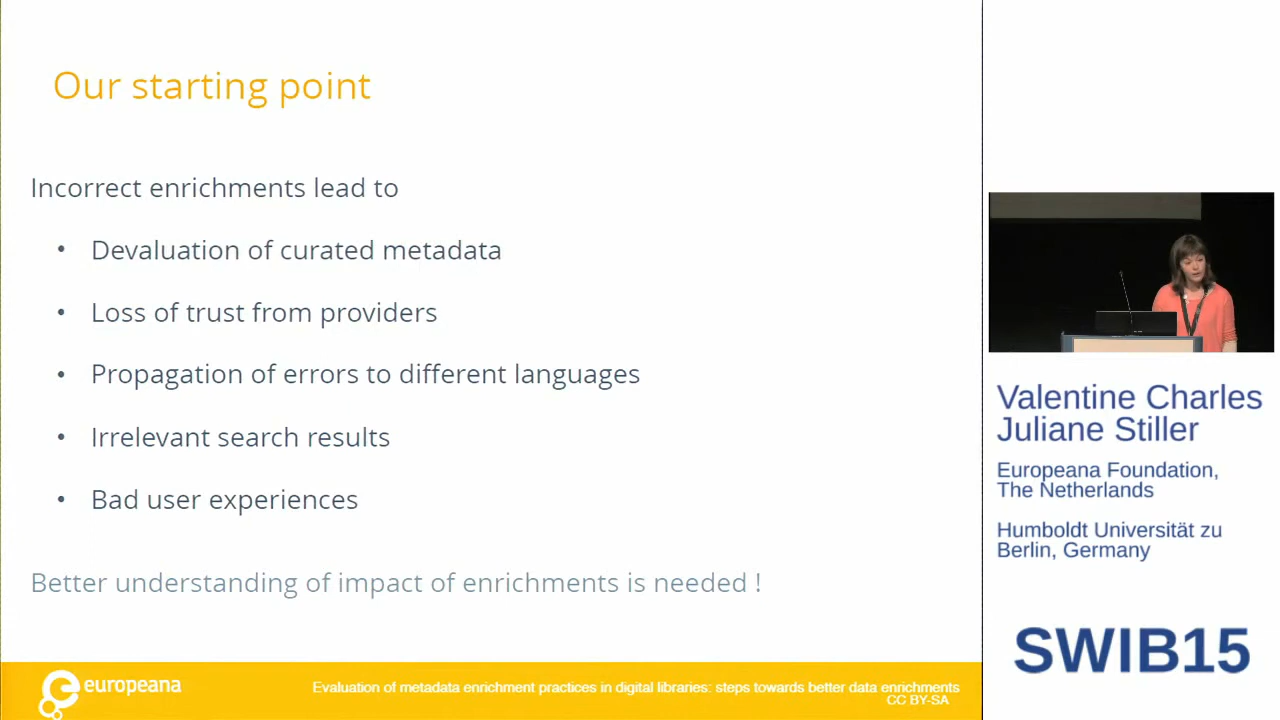 Our starting point
Incorrect enrichments lead to
• Devaluation of curated metadata
• Loss of trust from providers
• Propagation of errors to different languages
• Irrelevant search results
• Bad user experiences
Better understanding of impact of enrichments is needed !
europeana
Evaluation of metadata enrichment practices in digital libraries: steps towards better data enrichments
CC BY-SA
Valentine Charles
Juliane Stiller
Europeana Foundation,
The Netherlands
Humboldt Universität zu
Berlin, Germany
SWIB15